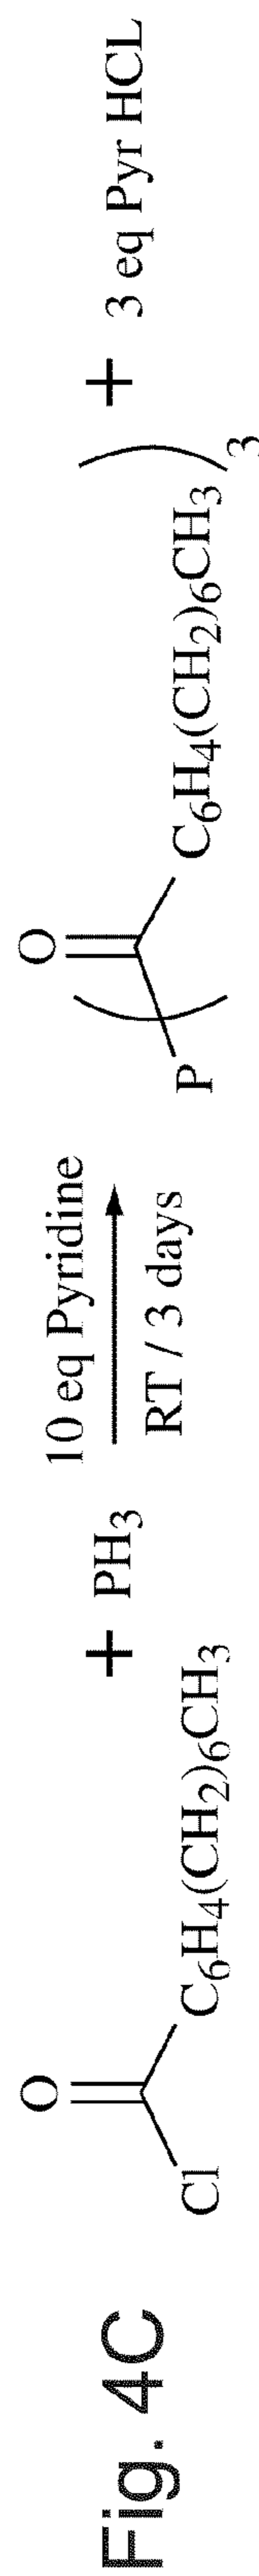 Fig. 4C
O
Cl C6H4(CH2)6CH3
+ PH3
10 eq Pyridine
RT / 3 days
O
P ( C6H4(CH2)6CH3 )3
+ 3 eq Pyr HCL